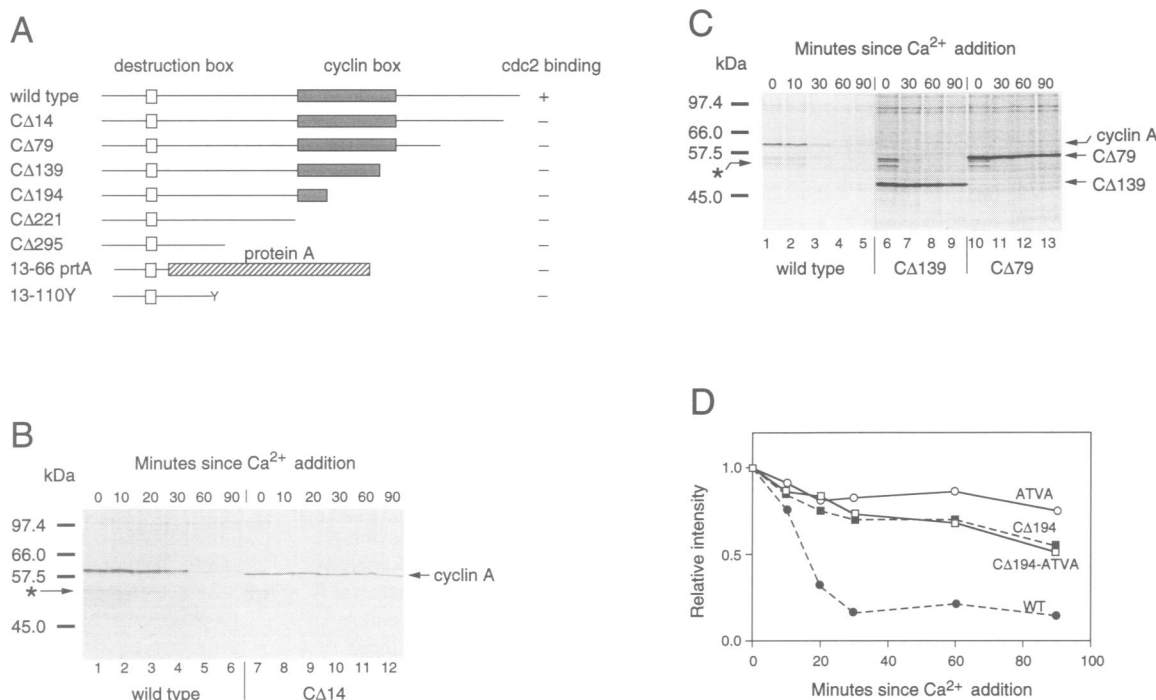 A
destruction box cyclin box cdc2 binding
wild type +
CΔ14 –
CΔ79 –
CΔ139 –
CΔ194 –
CΔ221 –
CΔ295 –
protein A
13-66 prtA –
13-110Y Y –
B
Minutes since Ca2+ addition
kDa
0 10 20 30 60 90 0 10 20 30 60 90
97.4
66.0
57.5
*
45.0
cyclin A
1 2 3 4 5 6 7 8 9 10 11 12
wild type CΔ14
C
Minutes since Ca2+ addition
kDa
0 10 30 60 90 0 30 60 90 0 30 60 90
97.4
66.0
57.5
*
45.0
cyclin A
CΔ79
CΔ139
1 2 3 4 5 6 7 8 9 10 11 12 13
wild type CΔ139 CΔ79
D
Relative intensity
1.0
0.5
0.0
ATVA
CΔ194
CΔ194-ATVA
WT
0 20 40 60 80 100
Minutes since Ca2+ addition